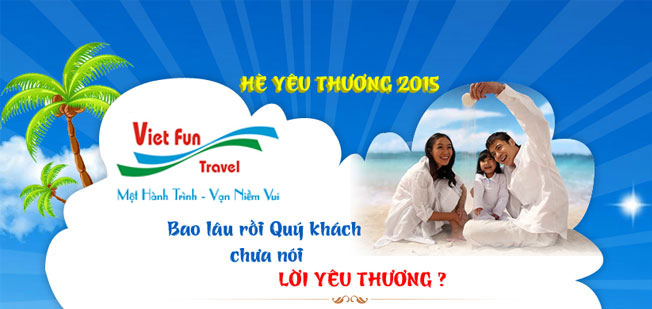 HÈ YÊU THƯƠNG 2015
Viet Fun
Travel
Một Hành Trình - Vạn Niềm Vui
Bao lâu rồi Quý khách
chưa nói
LỜI YÊU THƯƠNG ?